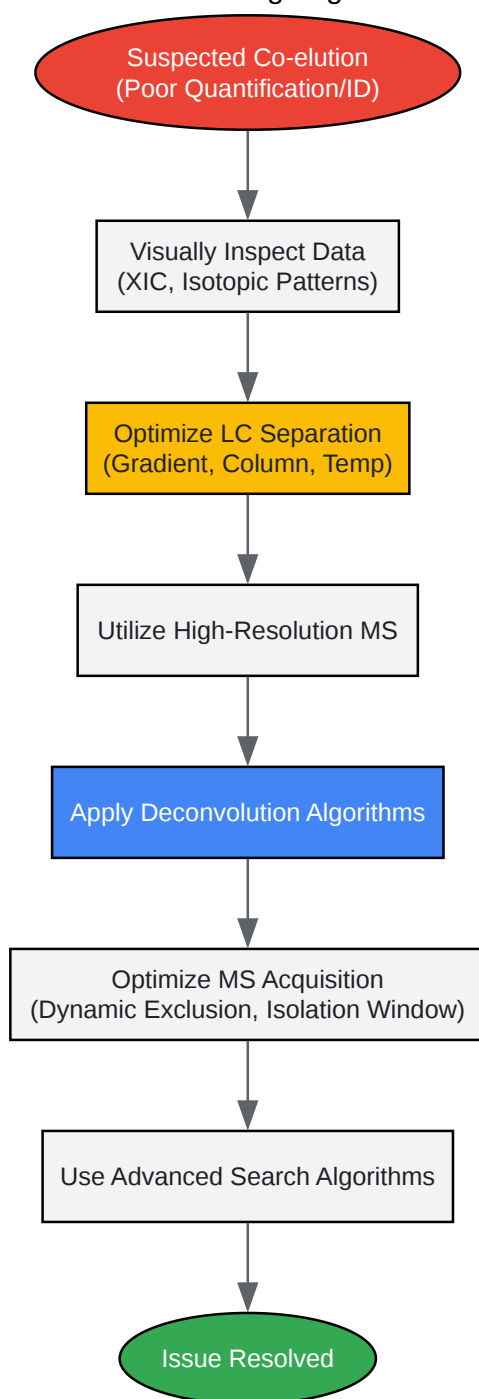 Suspected Co-elution
(Poor Quantification/ID)
Visually Inspect Data
(XIC, Isotopic Patterns)
Optimize LC Separation
(Gradient, Column, Temp)
Utilize High-Resolution MS
Apply Deconvolution Algorithms
Optimize MS Acquisition
(Dynamic Exclusion, Isolation Window)
Use Advanced Search Algorithms
Issue Resolved